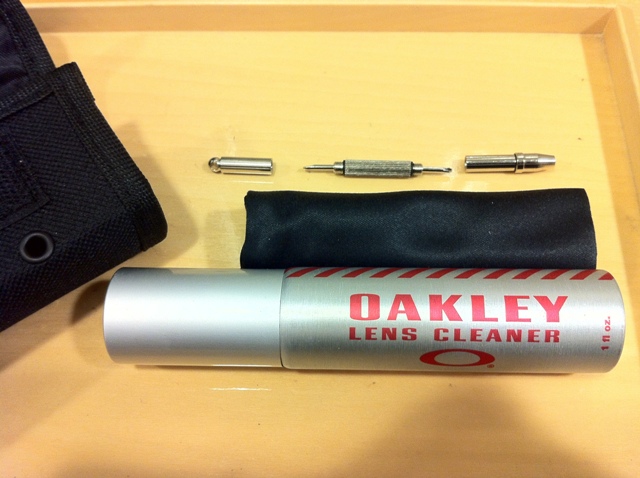 OAKLEY
LENS CLEANER
1 fl oz.